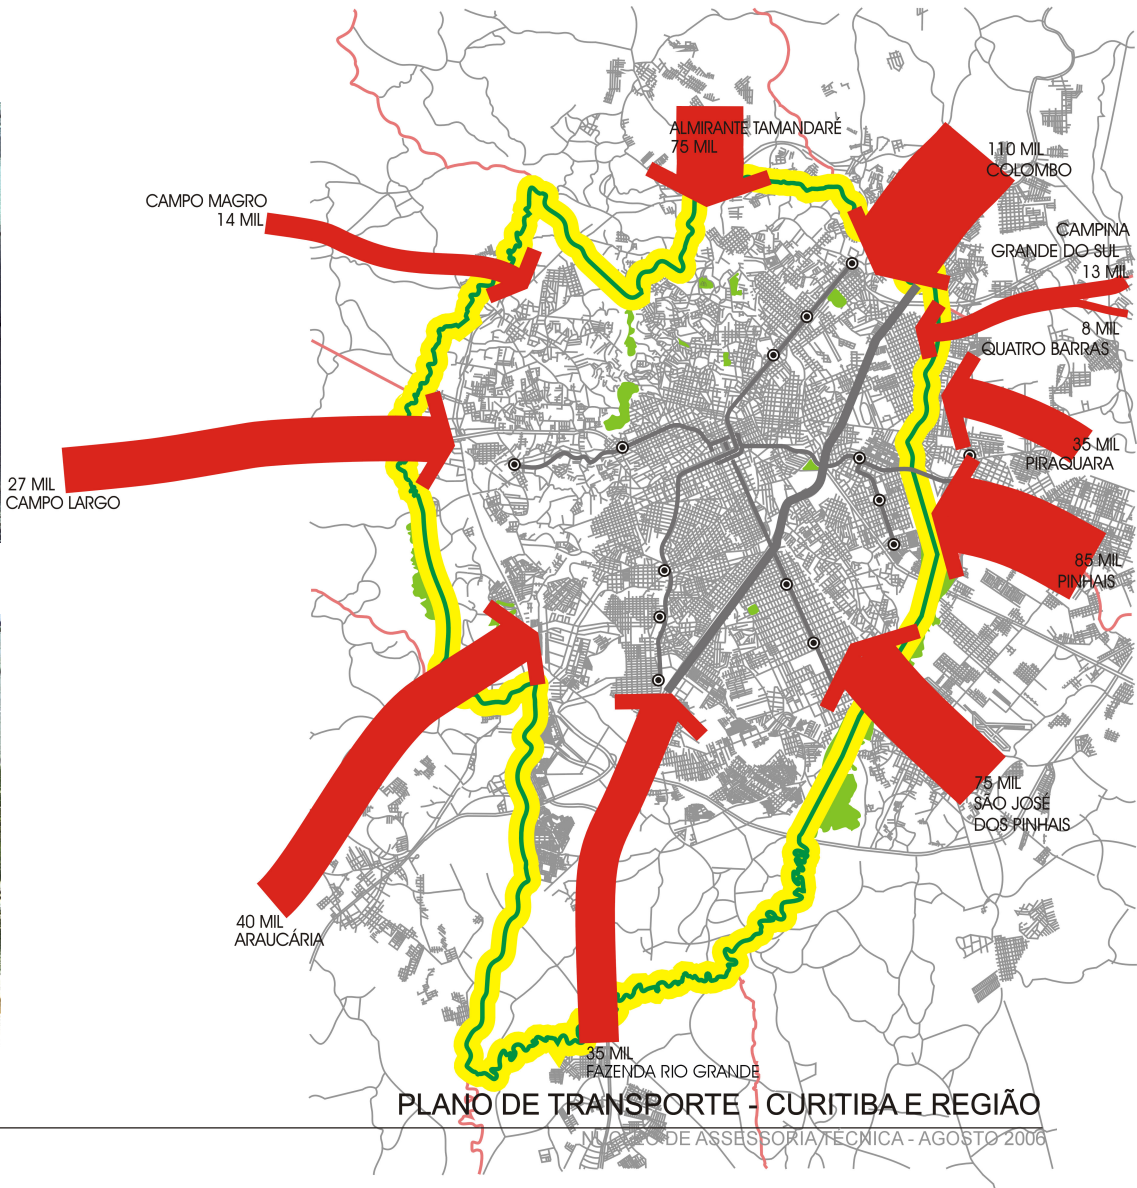 ALMIRANTE TAMANDARÉ
75 MIL
110 MIL
COLOMBO
CAMPO MAGRO
14 MIL
CAMPINA
GRANDE DO SUL
13 MIL
8 MIL
QUATRO BARRAS
35 MIL
PIRAQUARA
27 MIL
CAMPO LARGO
85 MIL
PINHAIS
75 MIL
SÃO JOSÉ
DOS PINHAIS
40 MIL
ARAUCÁRIA
35 MIL
FAZENDA RIO GRANDE
PLANO DE TRANSPORTE - CURITIBA E REGIÃO
NÚCLEO DE ASSESSORIA TÉCNICA - AGOSTO 2006